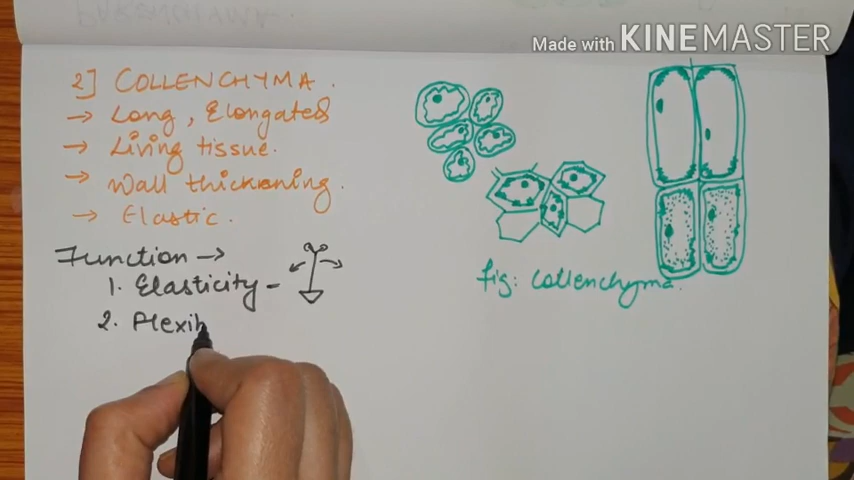 Made with KINEMASTER
2] COLLENCHYMA.
→ Long, Elongated
→ Living tissue.
→ Wall thickening.
→ Elastic.
Function →
1. Elasticity -
2. Flexib
fig: collenchyma.